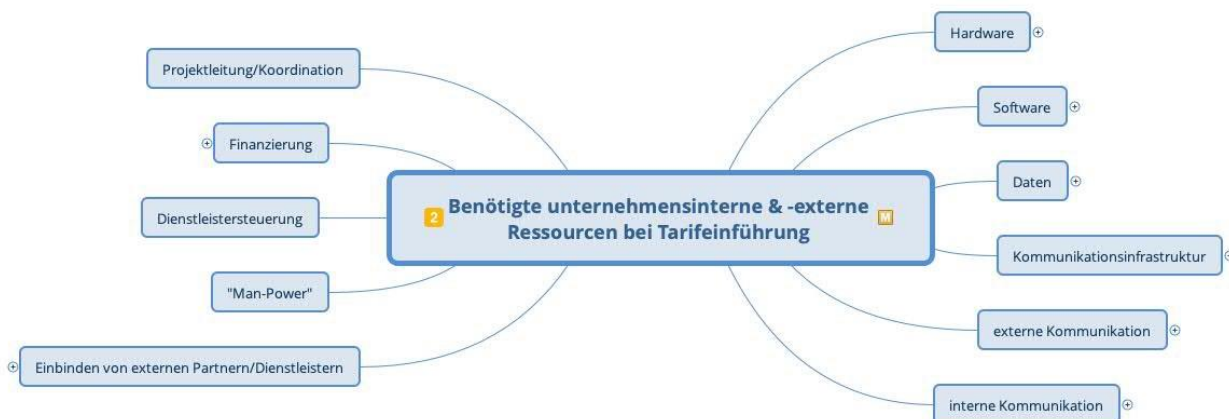 Projektleitung/Koordination
Finanzierung
Dienstleistersteuerung
"Man-Power"
Einbinden von externen Partnern/Dienstleistern
2 Benötigte unternehmensinterne & -externe M
Ressourcen bei Tarifeinführung
Hardware
Software
Daten
Kommunikationsinfrastruktur
externe Kommunikation
interne Kommunikation